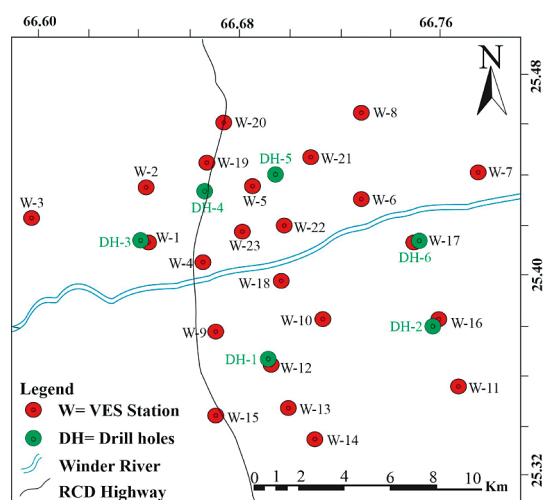 66.60 66.68 66.76
25.48
N
W-8
W-20
W-19
DH-5
W-21
W-7
W-2
DH-4
W-5
W-6
W-3
DH-3
W-1
W-23
W-22
W-17
DH-6
W-4
W-18
25.40
W-9
W-10
DH-2
W-16
DH-1
W-12
W-11
W-15
W-13
W-14
Legend
W= VES Station
DH= Drill holes
Winder River
RCD Highway
0 1 2 4 6 8 10 Km
25.32